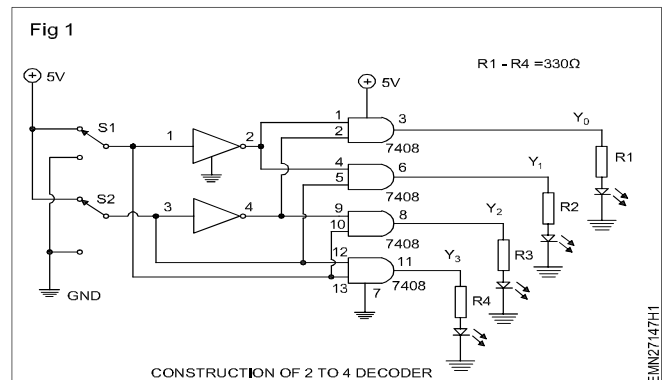 Fig 1
5V
5V
R1 - R4 =330Ω
S1
1
2
1
2
3
7408
Y0
R1
4
5
6
7408
Y1
R2
S2
3
4
9
10
8
7408
Y2
R3
12
13
11
7
7408
Y3
R4
GND
CONSTRUCTION OF 2 TO 4 DECODER
EMN27147H1